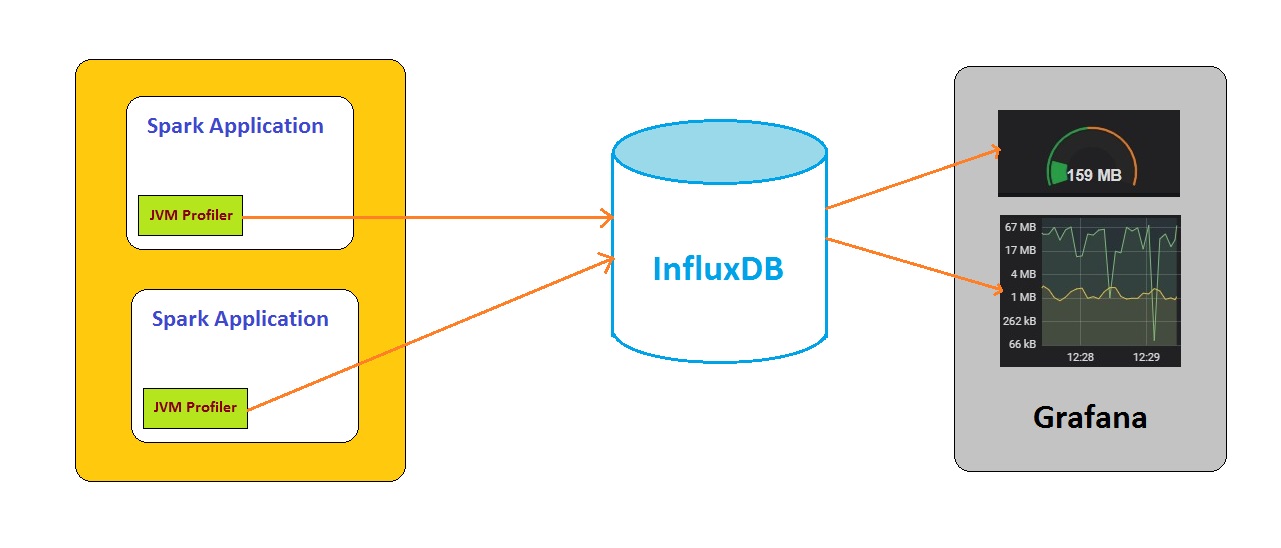 Spark Application
JVM Profiler
Spark Application
JVM Profiler
InfluxDB
159 MB
67 MB
17 MB
4 MB
1 MB
262 kB
66 kB
12:28 12:29
Grafana